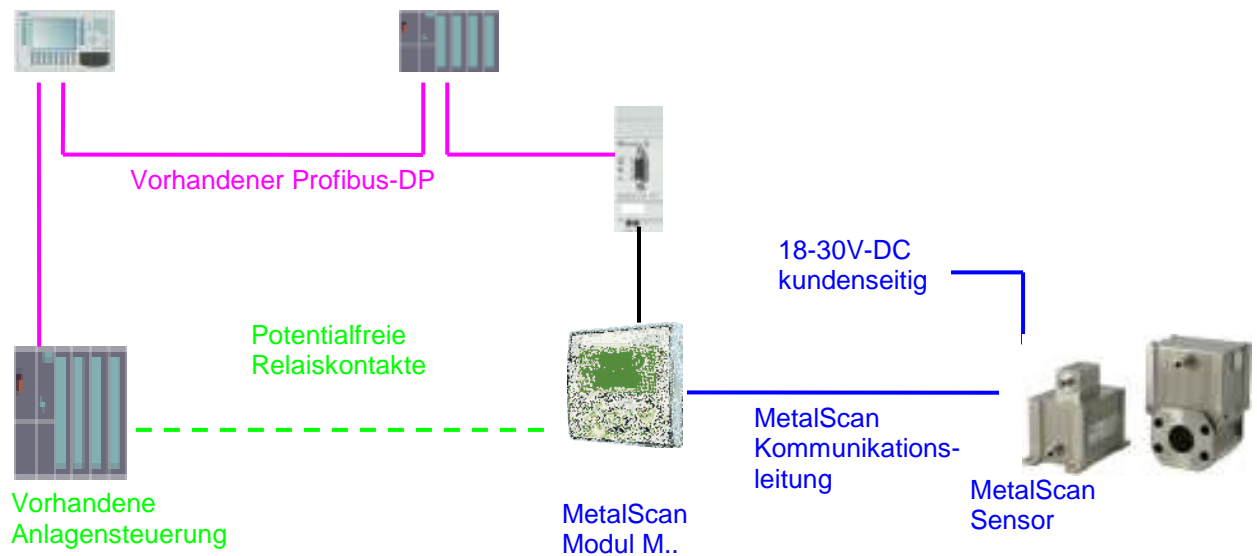 Vorhandener Profibus-DP
18-30V-DC
kundenseitig
Potentialfreie
Relaiskontakte
MetalScan
Kommunikations-
leitung
MetalScan
Sensor
Vorhandene
Anlagensteuerung
MetalScan
Modul M..